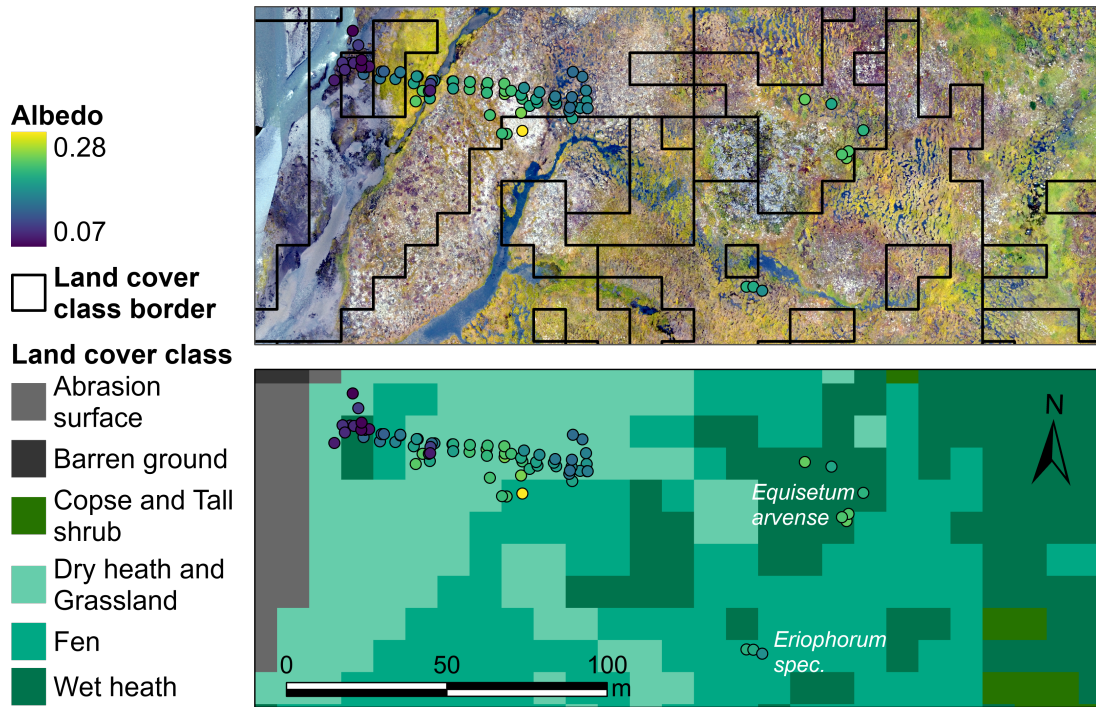 Albedo
0.28
0.07
Land cover
class border
Land cover class
Abrasion
surface
Barren ground
Copse and Tall
shrub
Dry heath and
Grassland
Fen
Wet heath
N
Equisetum
arvense
Eriophorum
spec.
0 50 100
m